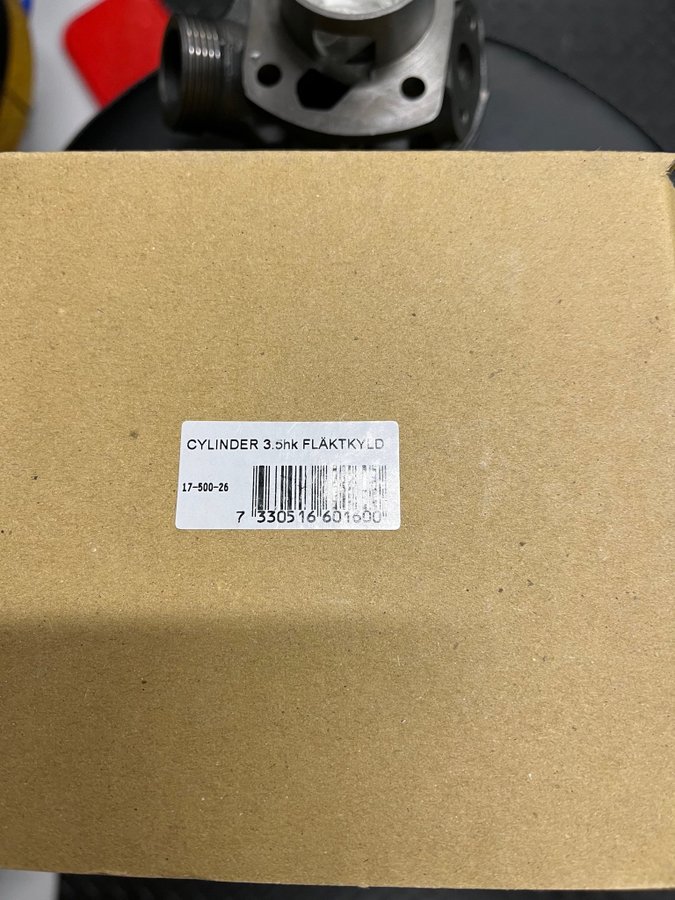 CYLINDER 3.5hk FLÄKTKYLD
17-500-26
7 330516 601600